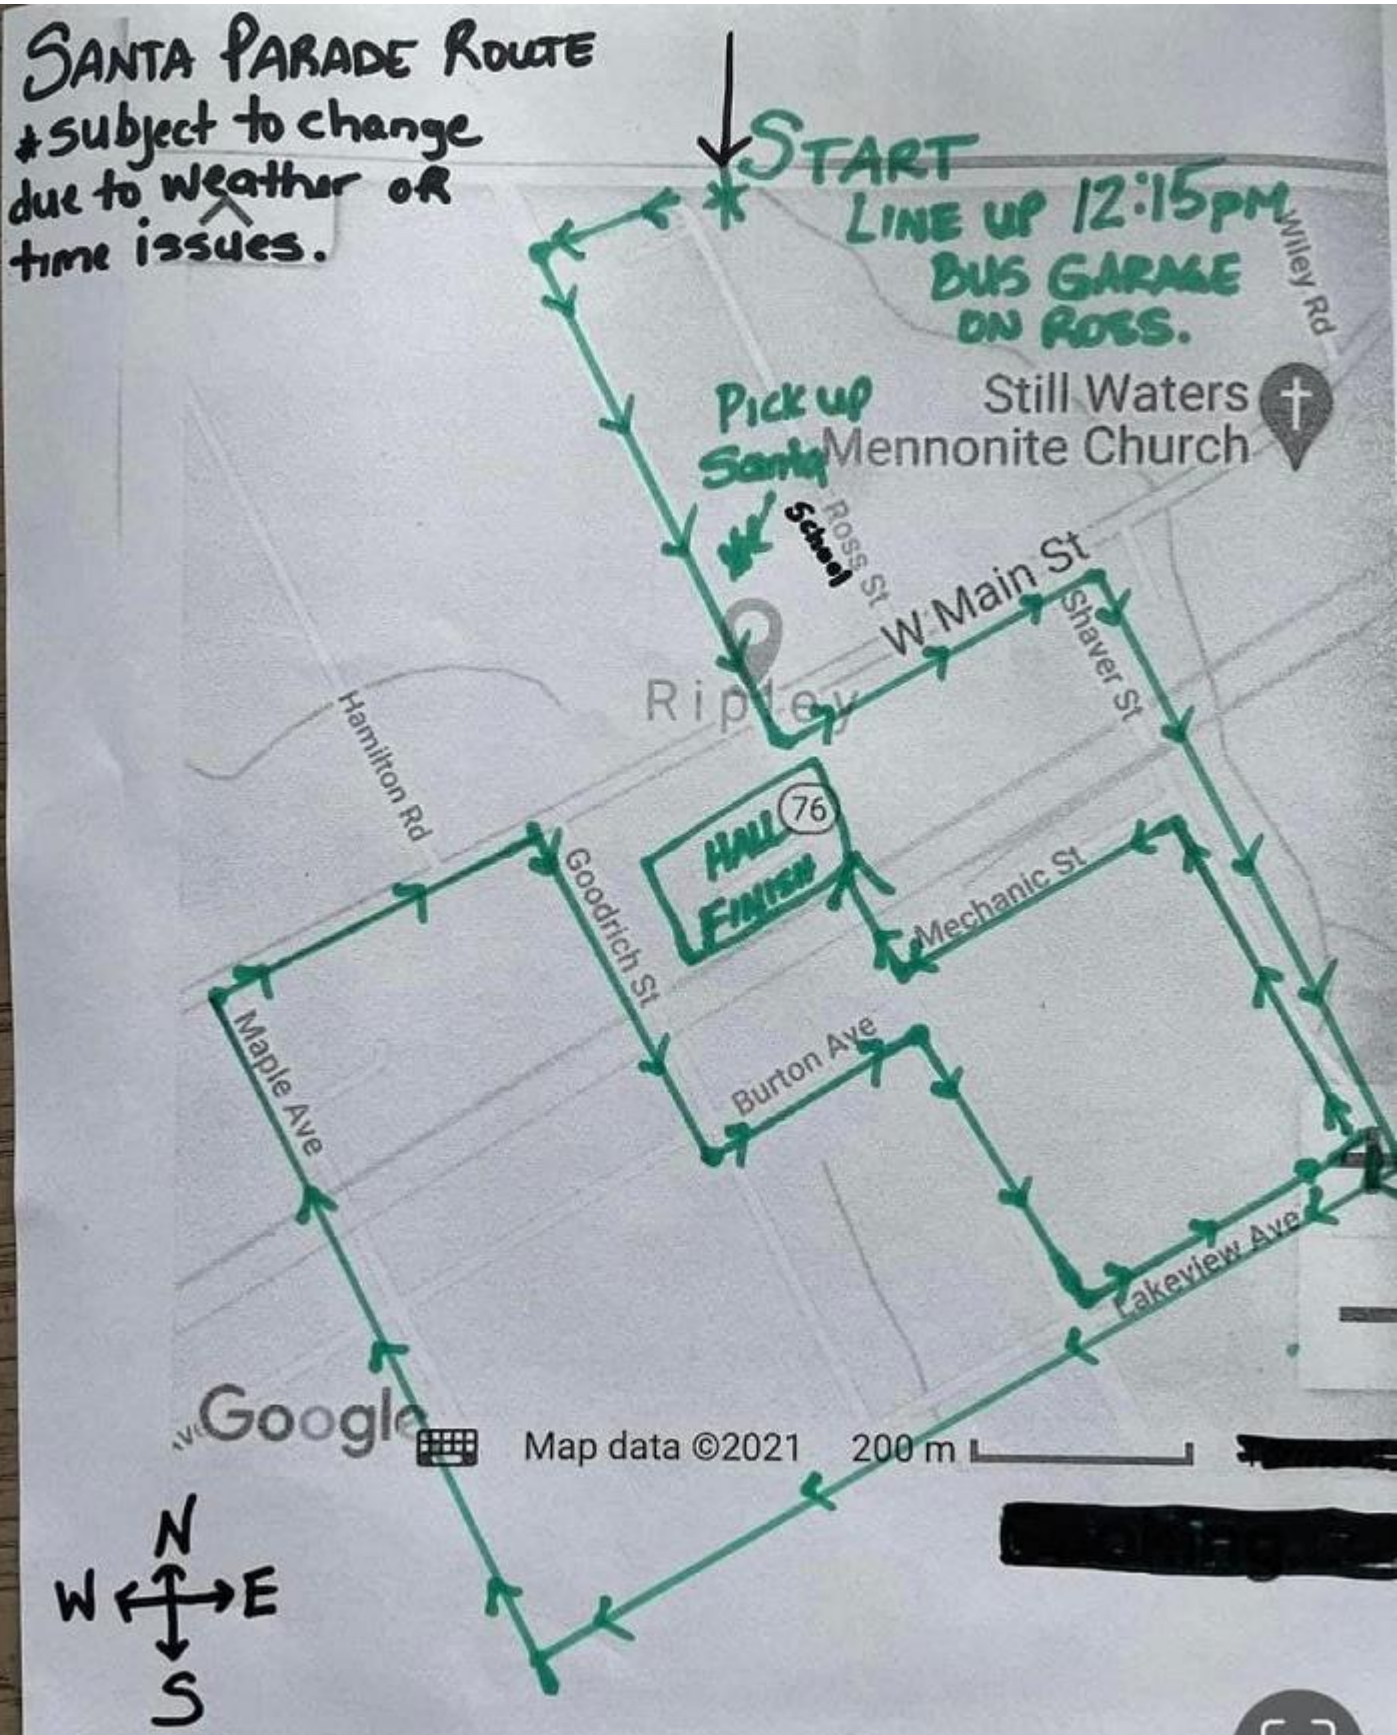 SANTA PARADE ROUTE
*subject to change
due to weather OR
time issues.
START
LINE UP 12:15pm
BUS GARAGE
ON ROSS.
Wiley Rd
Pick up
Santa
Still Waters
Mennonite Church
School
Ross St
W Main St
Shaver St
Ripley
Hamilton Rd
76
HALL
FINISH
Goodrich St
Mechanic St
Maple Ave
Burton Ave
Lakeview Ave
Google
Map data ©2021 200 m
N
W E
S